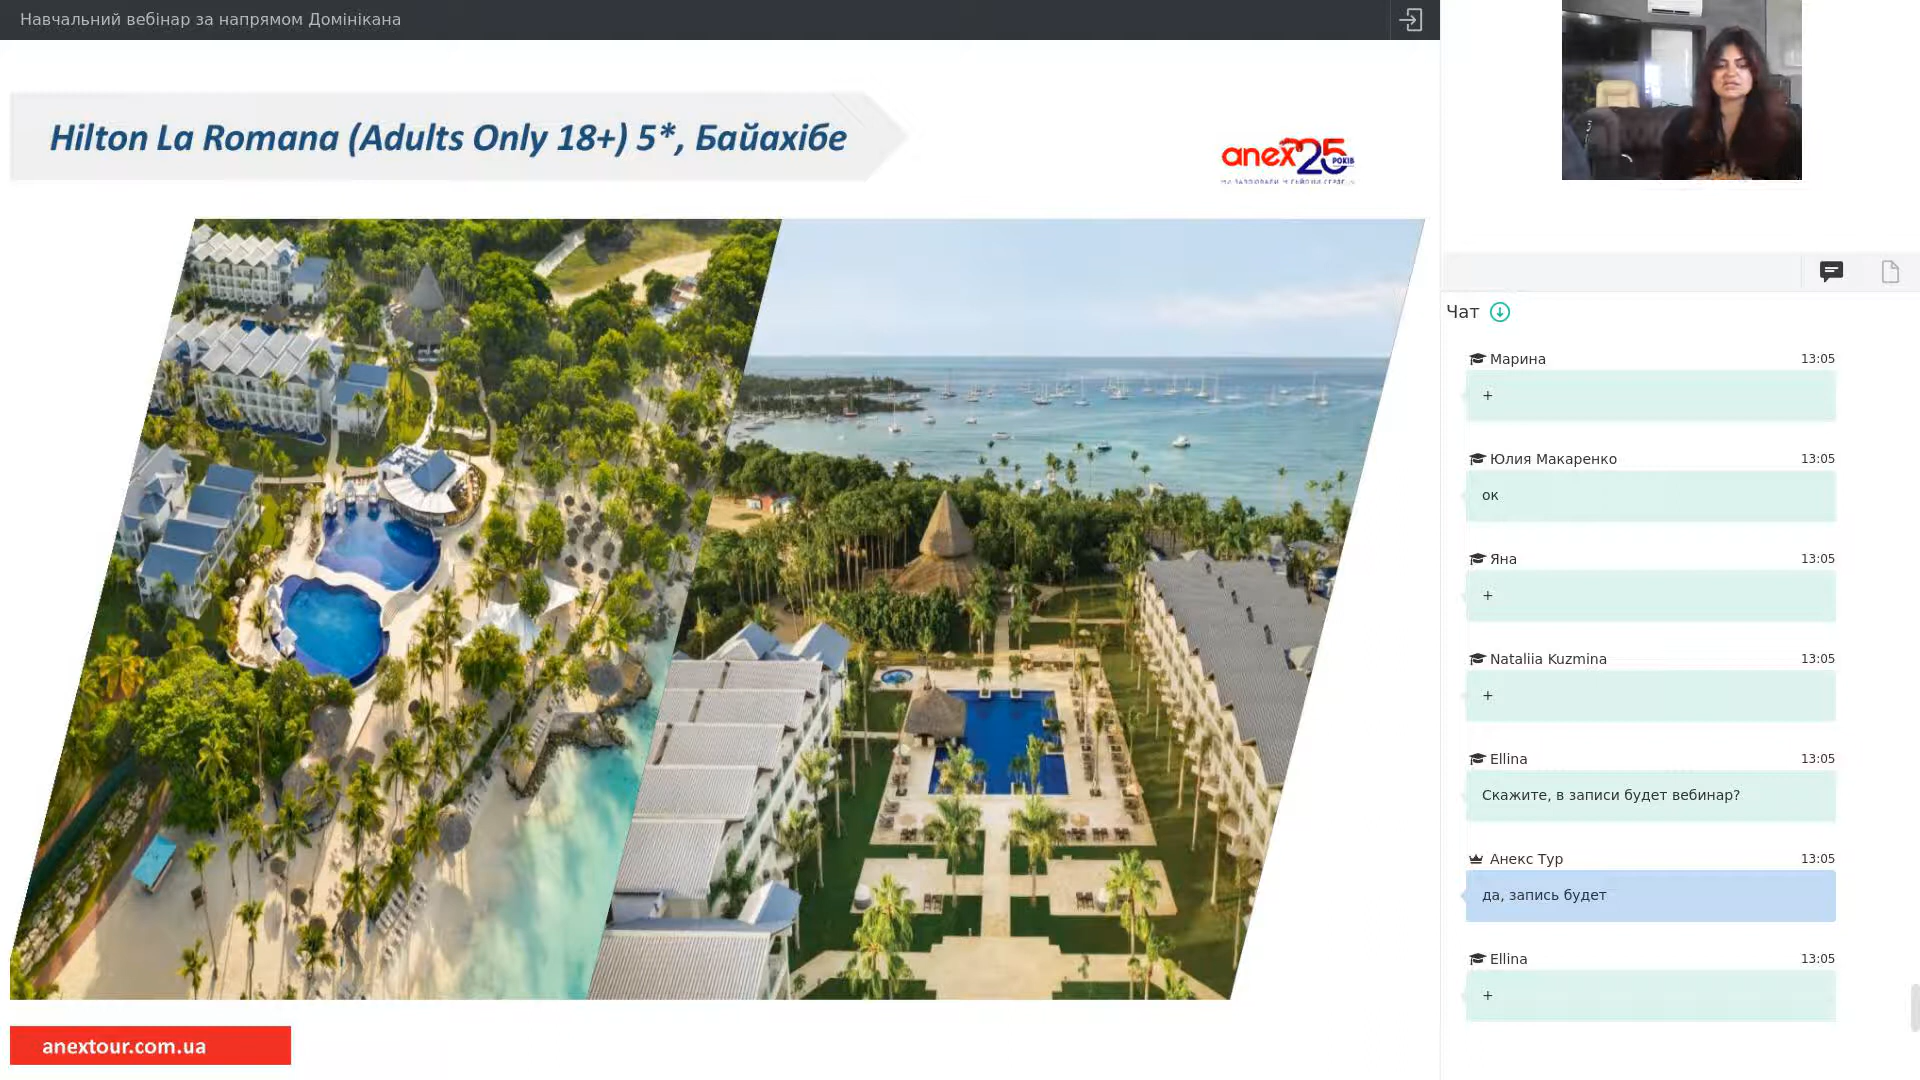 Навчальний вебінар за напрямом Домінікана
Hilton La Romana (Adults Only 18+) 5*, Байахібе
anex 25 РОКІВ
anextour.com.ua
Чат
Марина 13:05
+
Юлия Макаренко 13:05
ок
Яна 13:05
+
Nataliia Kuzmina 13:05
+
Ellina 13:05
Скажите, в записи будет вебинар?
Анекс Тур 13:05
да, запись будет
Ellina 13:05
+